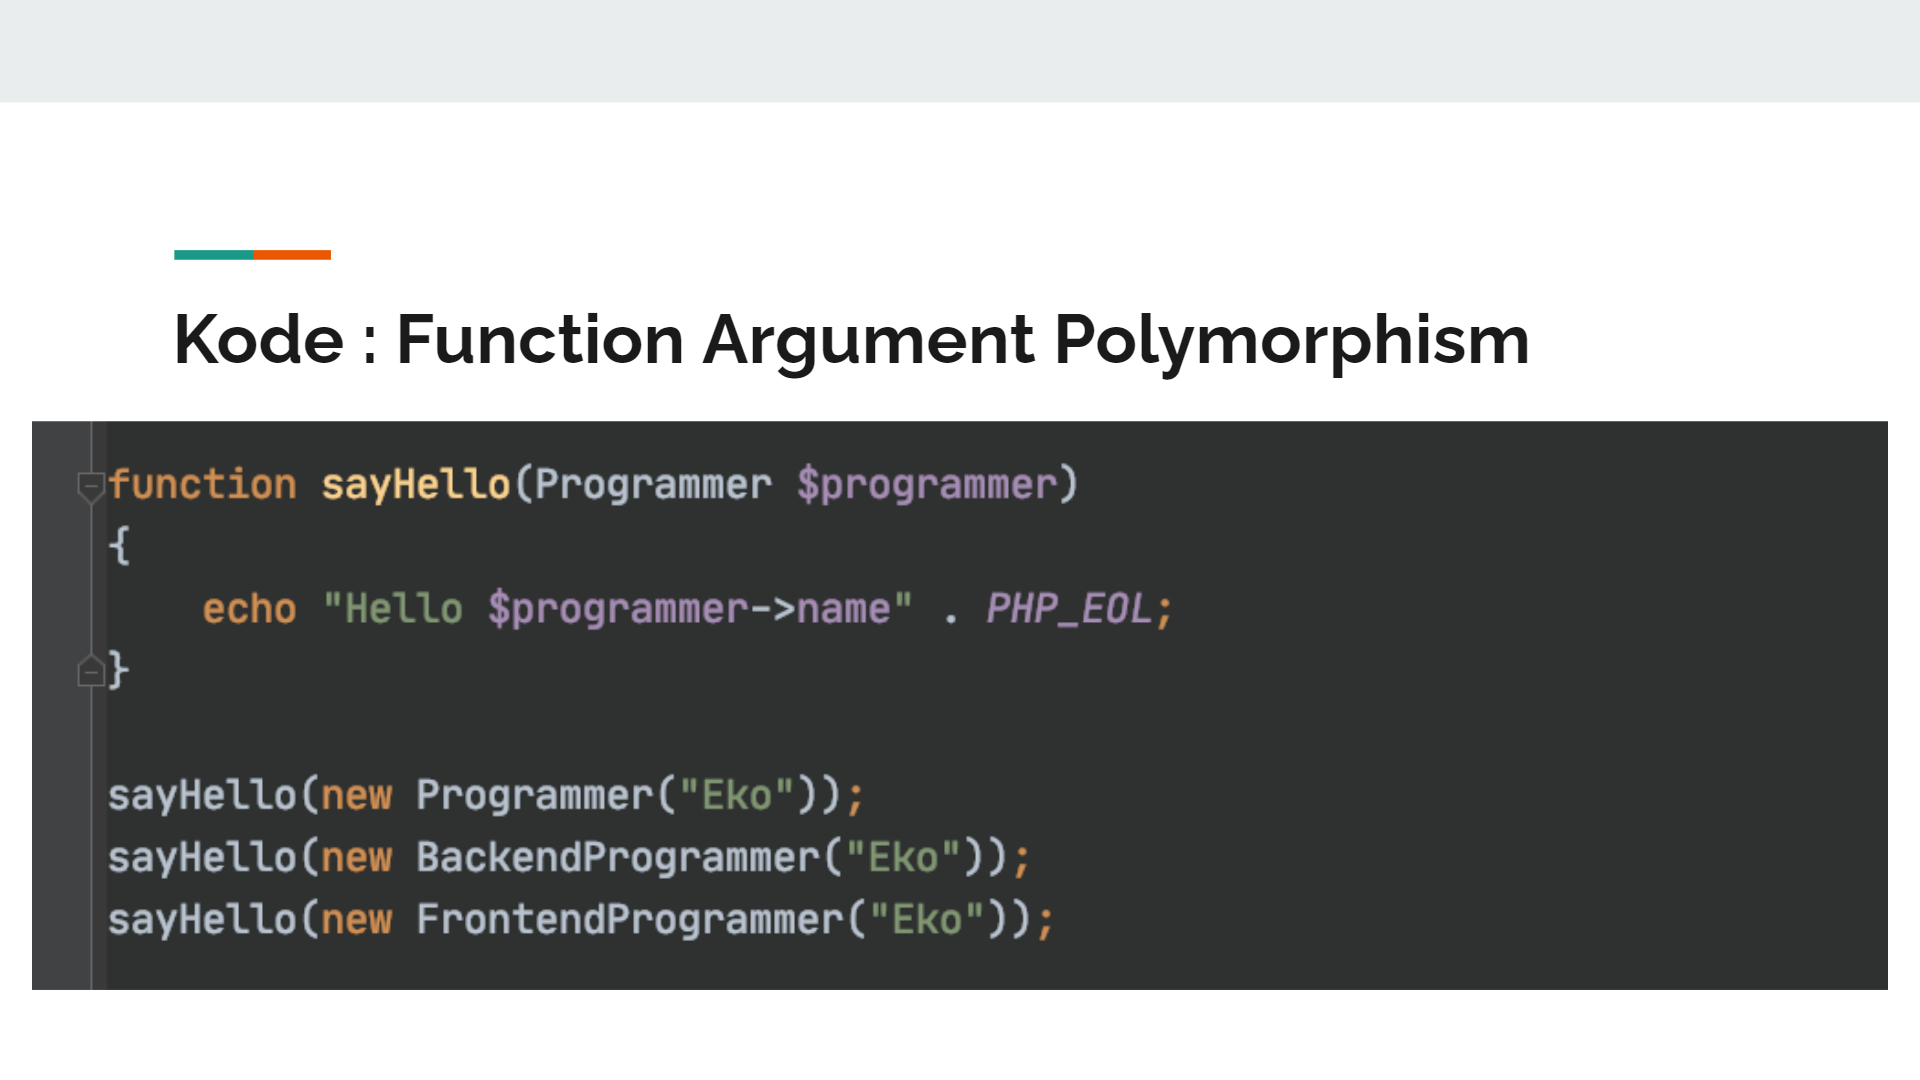 Kode : Function Argument Polymorphism
function sayHello(Programmer $programmer)
{
    echo "Hello $programmer->name" . PHP_EOL;
}
sayHello(new Programmer("Eko"));
sayHello(new BackendProgrammer("Eko"));
sayHello(new FrontendProgrammer("Eko"));